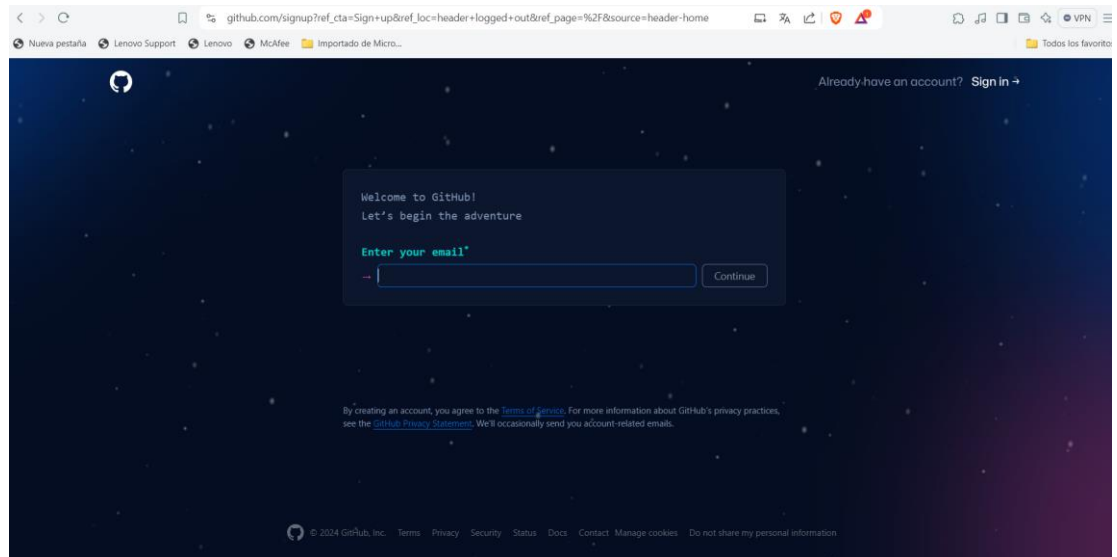 github.com/signup?ref_cta=Sign+up&ref_loc=header+logged+out&ref_page=%2F&source=header-home
VPN
Nueva pestaña Lenovo Support Lenovo McAfee Importado de Micro...
Todos los favoritos
Already have an account? Sign in →
Welcome to GitHub!
Let's begin the adventure
Enter your email*
→
Continue
By creating an account, you agree to the Terms of Service. For more information about GitHub's privacy practices,
see the GitHub Privacy Statement. We'll occasionally send you account-related emails.
© 2024 GitHub, Inc. Terms Privacy Security Status Docs Contact Manage cookies Do not share my personal information